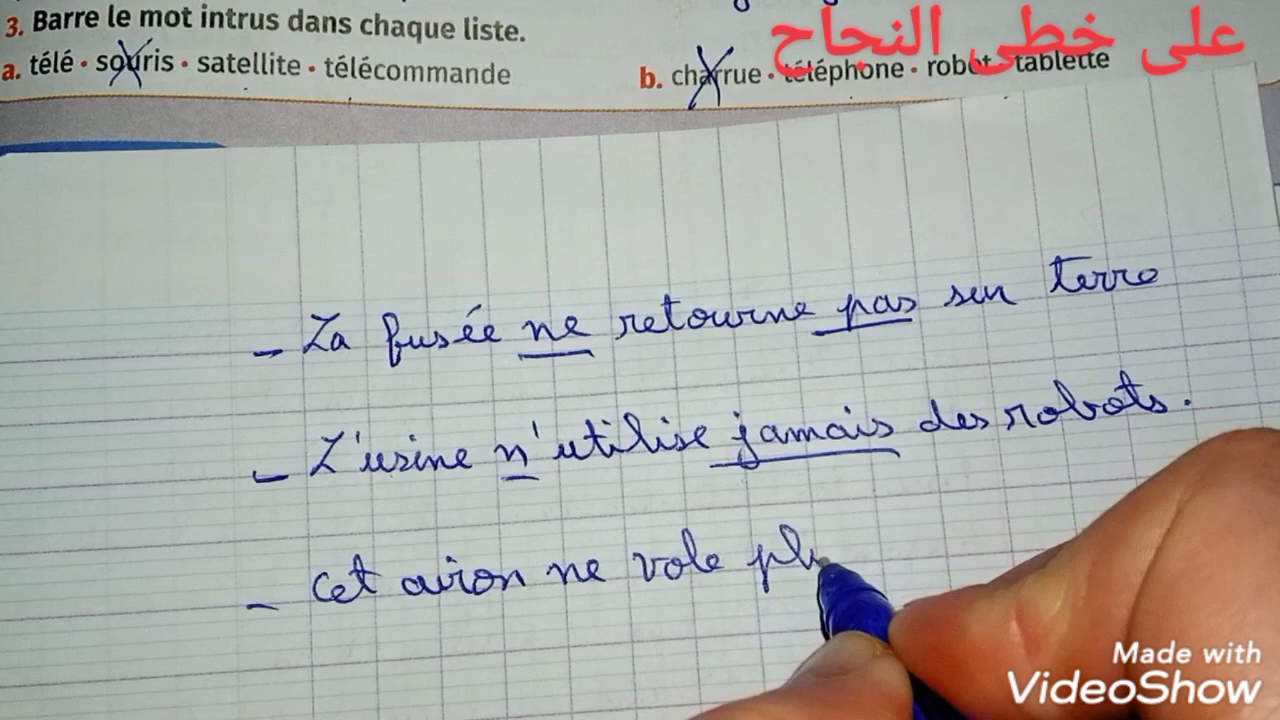 3. Barre le mot intrus dans chaque liste.
على خطى النجاح
a. télé • souris • satellite • télécommande
b. charrue • téléphone • robot • tablette
- La fusée ne retourne pas sur terre
- L'usine n'utilise jamais des robots.
- Cet avion ne vole pl
Made with
VideoShow